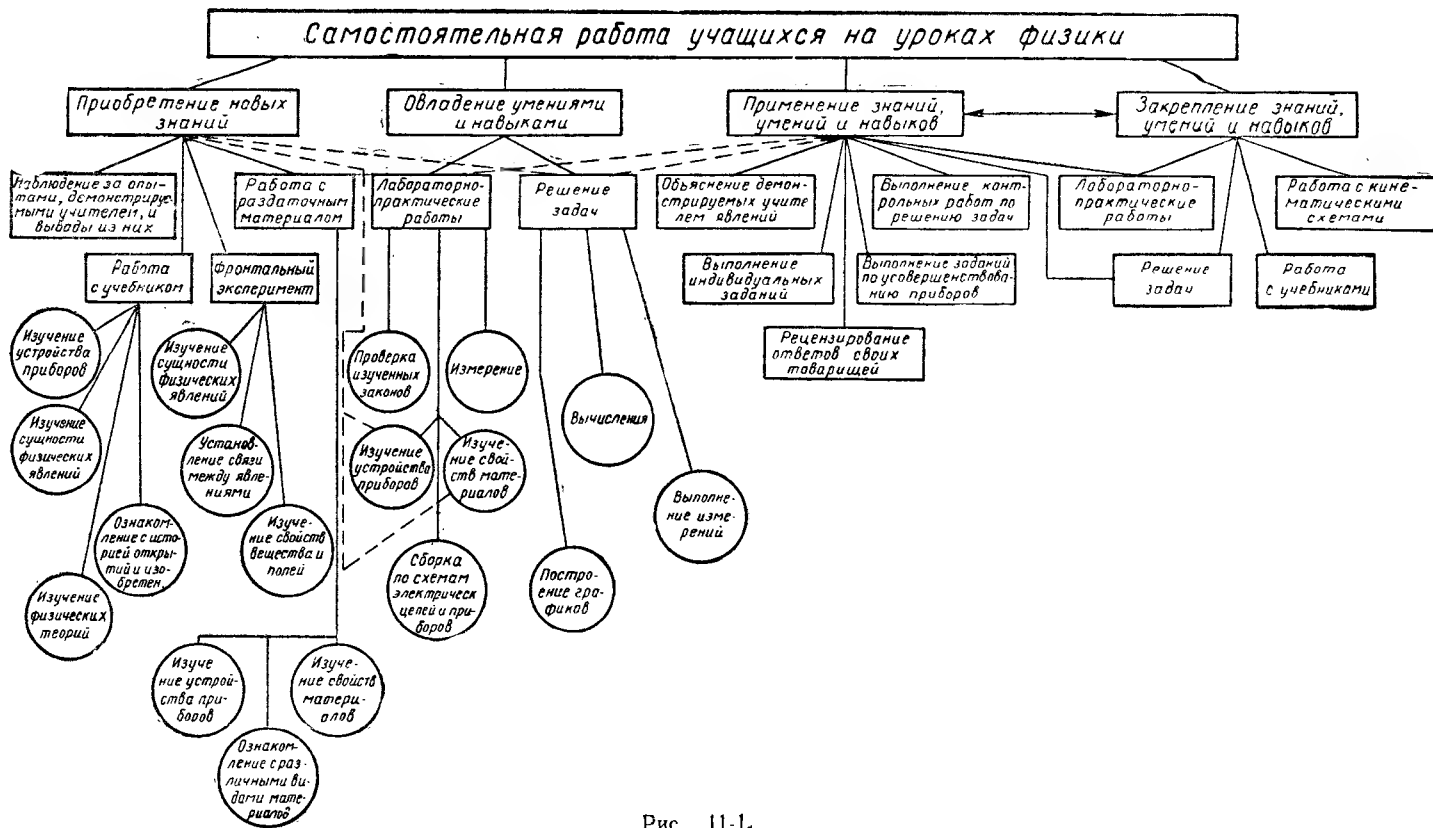 Самостоятельная работа учащихся на уроках физики
Приобретение новых
знаний
Овладение умениями
и навыками
Применение знаний,
умений и навыков
Закрепление знаний,
умений и навыков
Наблюдение за опы-
тами, демонстрируе-
мыми учителем, и
выводы из них
Работа с
раздаточным
материалом
Лабораторно-
практические
работы
Решение
задач
Объяснение демон-
стрируемых учите
лем явлений
Выполнение конт-
рольных работ по
решению задач
Лабораторно-
практические
работы
Работа с кине-
матическими
схемами
Работа
с учебником
Фронтальный
эксперимент
Выполнение
индивидуальных
заданий
Выполнение заданий
по усовершенствова-
нию приборов
Решение
задач
Работа
с учебниками
Рецензирование
ответов своих
товарищей
Изучение
устройства
приборов
Изучение
сущности
физических
явлений
Проверка
изученных
законов
Измерение
Вычисления
Изучение
сущности
физических
явлений
Установ-
ление связи
между явле-
ниями
Изучение
устройства
приборов
Изуче-
ние свой-
ств мате-
риалов
Выполне-
ние изме-
рений
Ознаком-
ление с исто-
рией откры-
тий и изо-
бретен,
Изуче-
ние свойств
вещества и
полей
Сборка
по схемам
электрическ
цепей и при-
боров
Построе-
ние гра-
фиков
Изучение
физических
теорий
Изуче
ние устрой-
ства при-
боров
Изуче-
ние свойств
матери-
алов
Ознаком-
ление с раз-
личными ви-
дами мате-
риалов
Рис. 11-1.